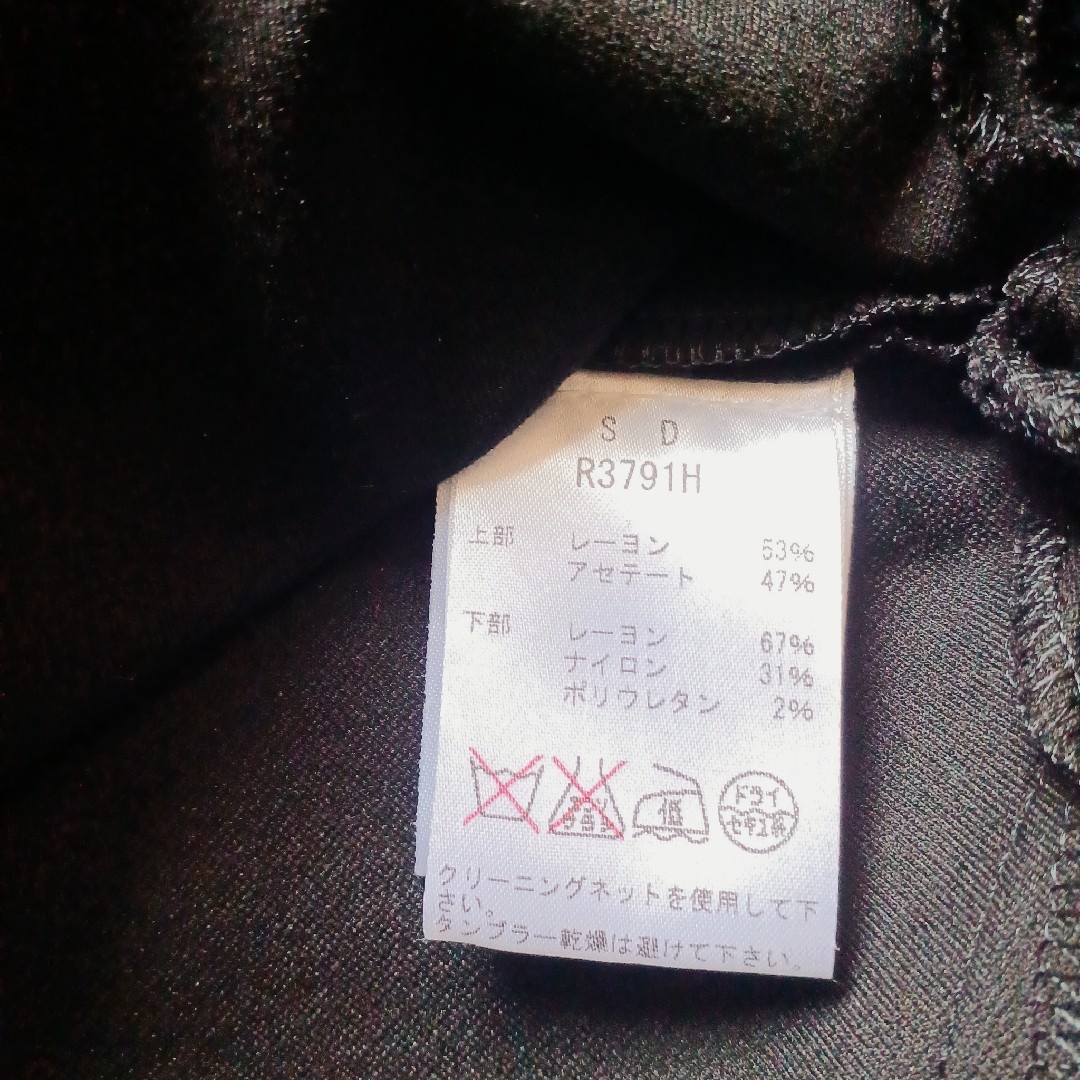 S D
R3791H
上部 レーヨン 53%
アセテート 47%
下部 レーヨン 67%
ナイロン 31%
ポリウレタン 2%
低 ドライ
セキユ系
クリーニングネットを使用して下
さい。
タンブラー乾燥は避けて下さい。